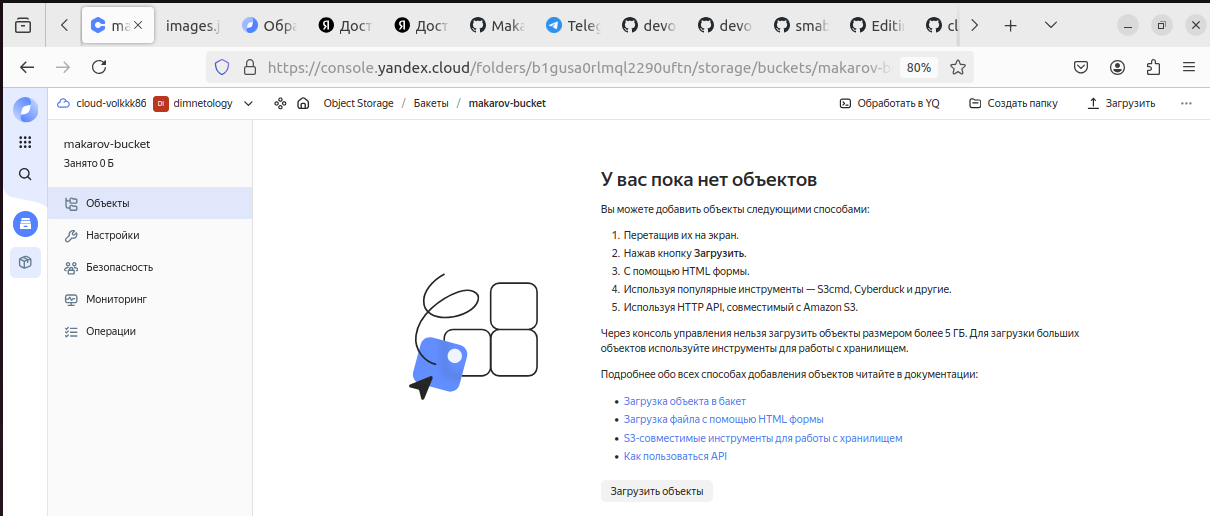 ma
images.j
Обра
Дост
Дост
Mака
Teleg
devo
devo
smab
Editi
cl
https://console.yandex.cloud/folders/b1gusa0rlmql2290uftn/storage/buckets/makarov-b
80%
cloud-volkkk86 DI dimnetology
Object Storage / Бакеты / makarov-bucket
Обработать в YQ
Создать папку
Загрузить
makarov-bucket
Занято 0 Б
Объекты
Настройки
Безопасность
Мониторинг
Операции
У вас пока нет объектов
Вы можете добавить объекты следующими способами:
1. Перетащив их на экран.
2. Нажав кнопку Загрузить.
3. С помощью HTML формы.
4. Используя популярные инструменты — S3cmd, Cyberduck и другие.
5. Используя HTTP API, совместимый с Amazon S3.
Через консоль управления нельзя загрузить объекты размером более 5 ГБ. Для загрузки больших
объектов используйте инструменты для работы с хранилищем.
Подробнее обо всех способах добавления объектов читайте в документации:
• Загрузка объекта в бакет
• Загрузка файла с помощью HTML формы
• S3-совместимые инструменты для работы с хранилищем
• Как пользоваться API
Загрузить объекты